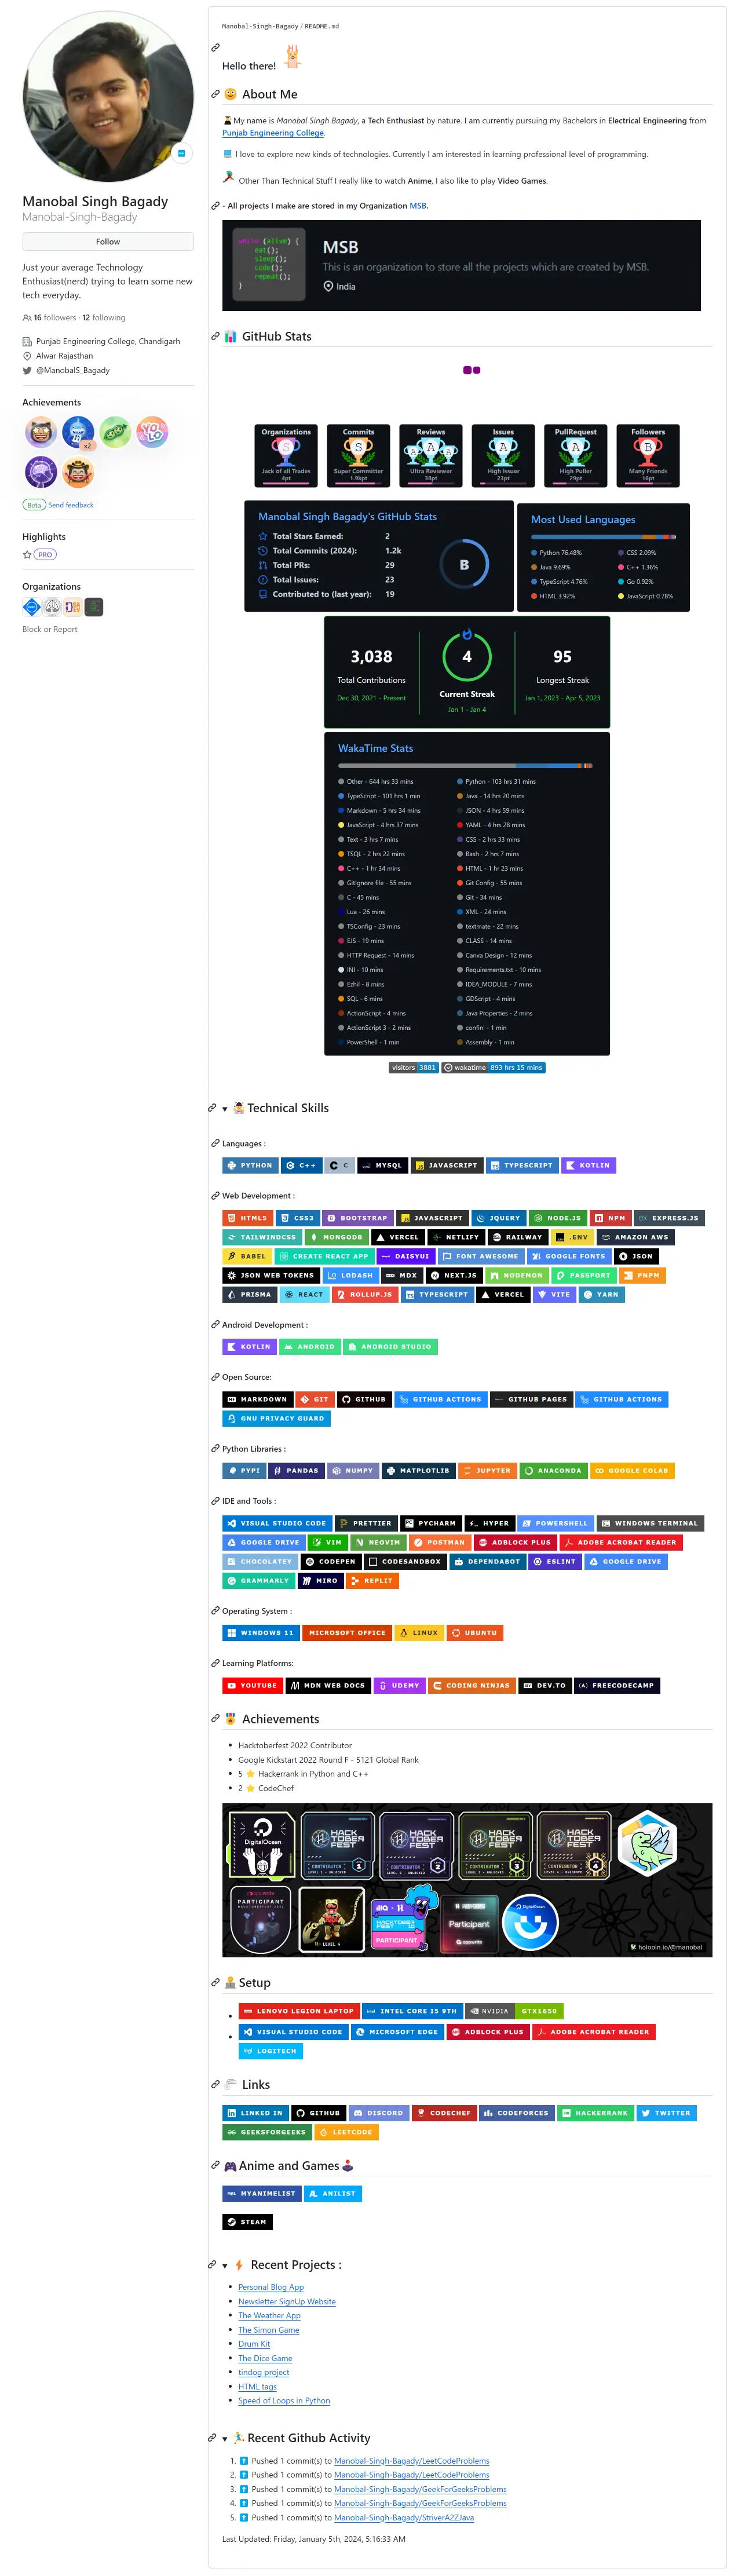 Manobal Singh Bagady
Manobal-Singh-Bagady
Follow
Just your average Technology
Enthusiast(nerd) trying to learn some new
tech everyday.
16 followers · 12 following
Punjab Engineering College, Chandigarh
Alwar Rajasthan
@ManobalS_Bagady
Achievements
x2
YOLO
Beta Send feedback
Highlights
PRO
Organizations
Block or Report
Manobal-Singh-Bagady / README.md
Hello there!
About Me
My name is Manobal Singh Bagady, a Tech Enthusiast by nature. I am currently pursuing my Bachelors in Electrical Engineering from
Punjab Engineering College.
I love to explore new kinds of technologies. Currently I am interested in learning professional level of programming.
Other Than Technical Stuff I really like to watch Anime, I also like to play Video Games.
- All projects I make are stored in my Organization MSB.
while (alive) {
eat();
sleep();
code();
repeat();
}
MSB
This is an organization to store all the projects which are created by MSB.
India
GitHub Stats
Organizations Commits Reviews Issues PullRequest Followers
S S A A A B
Jack of all Trades Super Committer Ultra Reviewer High Issuer High Puller Many Friends
4pt 1.9kpt 38pt 23pt 29pt 16pt
Manobal Singh Bagady's GitHub Stats
Total Stars Earned: 2
Total Commits (2024): 1.2k
Total PRs: 29
Total Issues: 23
Contributed to (last year): 19
B
Most Used Languages
Python 76.48% CSS 2.09%
Java 9.69% C++ 1.36%
TypeScript 4.76% Go 0.92%
HTML 3.92% JavaScript 0.78%
3,038 4 95
Total Contributions Current Streak Longest Streak
Dec 30, 2021 - Present Jan 1 - Jan 4 Jan 1, 2023 - Apr 5, 2023
WakaTime Stats
Other - 644 hrs 33 mins Python - 103 hrs 31 mins
TypeScript - 101 hrs 1 min Java - 14 hrs 20 mins
Markdown - 5 hrs 34 mins JSON - 4 hrs 59 mins
JavaScript - 4 hrs 37 mins YAML - 4 hrs 28 mins
Text - 3 hrs 7 mins CSS - 2 hrs 33 mins
TSQL - 2 hrs 22 mins Bash - 2 hrs 7 mins
C++ - 1 hr 34 mins HTML - 1 hr 23 mins
GitIgnore file - 55 mins Git Config - 55 mins
C - 45 mins Git - 34 mins
Lua - 26 mins XML - 24 mins
TSConfig - 23 mins textmate - 22 mins
EJS - 19 mins CLASS - 14 mins
HTTP Request - 14 mins Canva Design - 12 mins
INI - 10 mins Requirements.txt - 10 mins
Ezhil - 8 mins IDEA_MODULE - 7 mins
SQL - 6 mins GDScript - 4 mins
ActionScript - 4 mins Java Properties - 2 mins
ActionScript 3 - 2 mins confini - 1 min
PowerShell - 1 min Assembly - 1 min
visitors 3881 wakatime 893 hrs 15 mins
Technical Skills
Languages :
PYTHON C++ C MYSQL JAVASCRIPT TYPESCRIPT KOTLIN
Web Development :
HTML5 CSS3 BOOTSTRAP JAVASCRIPT JQUERY NODE.JS NPM EXPRESS.JS
TAILWINDCSS MONGODB VERCEL NETLIFY RAILWAY .ENV AMAZON AWS
BABEL CREATE REACT APP DAISYUI FONT AWESOME GOOGLE FONTS JSON
JSON WEB TOKENS LODASH MDX NEXT.JS NODEMON PASSPORT PNPM
PRISMA REACT ROLLUP.JS TYPESCRIPT VERCEL VITE YARN
Android Development :
KOTLIN ANDROID ANDROID STUDIO
Open Source:
MARKDOWN GIT GITHUB GITHUB ACTIONS GITHUB PAGES GITHUB ACTIONS
GNU PRIVACY GUARD
Python Libraries :
PYPI PANDAS NUMPY MATPLOTLIB JUPYTER ANACONDA GOOGLE COLAB
IDE and Tools :
VISUAL STUDIO CODE PRETTIER PYCHARM HYPER POWERSHELL WINDOWS TERMINAL
GOOGLE DRIVE VIM NEOVIM POSTMAN ADBLOCK PLUS ADOBE ACROBAT READER
CHOCOLATEY CODEPEN CODESANDBOX DEPENDABOT ESLINT GOOGLE DRIVE
GRAMMARLY MIRO REPLIT
Operating System :
WINDOWS 11 MICROSOFT OFFICE LINUX UBUNTU
Learning Platforms:
YOUTUBE MDN WEB DOCS UDEMY CODING NINJAS DEV.TO FREECODECAMP
Achievements
Hacktoberfest 2022 Contributor
Google Kickstart 2022 Round F - 5121 Global Rank
5 ⭐ Hackerrank in Python and C++
2 ⭐ CodeChef
DigitalOcean HACKTOBERFEST HACKTOBERFEST HACKTOBERFEST HACKTOBERFEST
CONTRIBUTOR 1 CONTRIBUTOR 2 CONTRIBUTOR 3 CONTRIBUTOR 4
PARTICIPANT LEVEL 4 HACKTOBERFEST PARTICIPANT Participant DigitalOcean
holopin.io/@manobal
Setup
LENOVO LEGION LAPTOP INTEL CORE I5 9TH NVIDIA GTX1650
VISUAL STUDIO CODE MICROSOFT EDGE ADBLOCK PLUS ADOBE ACROBAT READER
LOGITECH
Links
LINKED IN GITHUB DISCORD CODECHEF CODEFORCES HACKERRANK TWITTER
GEEKSFORGEEKS LEETCODE
Anime and Games
MYANIMELIST ANILIST
STEAM
Recent Projects :
Personal Blog App
Newsletter SignUp Website
The Weather App
The Simon Game
Drum Kit
The Dice Game
tindog project
HTML tags
Speed of Loops in Python
Recent Github Activity
1. Pushed 1 commit(s) to Manobal-Singh-Bagady/LeetCodeProblems
2. Pushed 1 commit(s) to Manobal-Singh-Bagady/LeetCodeProblems
3. Pushed 1 commit(s) to Manobal-Singh-Bagady/GeekForGeeksProblems
4. Pushed 1 commit(s) to Manobal-Singh-Bagady/GeekForGeeksProblems
5. Pushed 1 commit(s) to Manobal-Singh-Bagady/StriverA2ZJava
Last Updated: Friday, January 5th, 2024, 5:16:33 AM